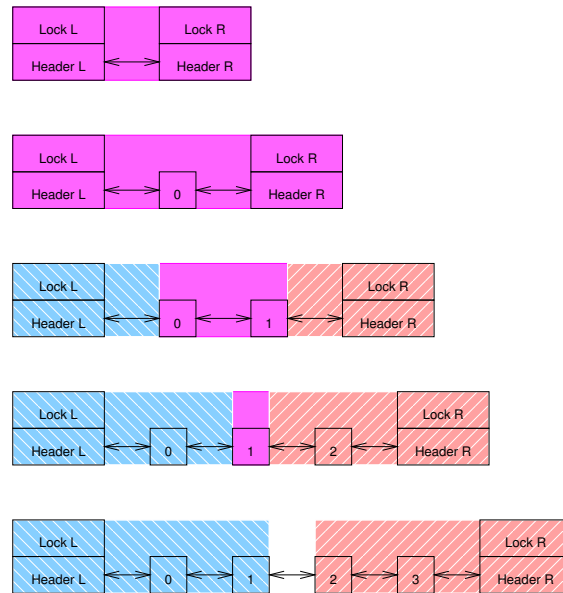 Lock L Lock R
Header L Header R
Lock L Lock R
Header L 0 Header R
Lock L Lock R
Header L 0 1 Header R
Lock L Lock R
Header L 0 1 2 Header R
Lock L Lock R
Header L 0 1 2 3 Header R